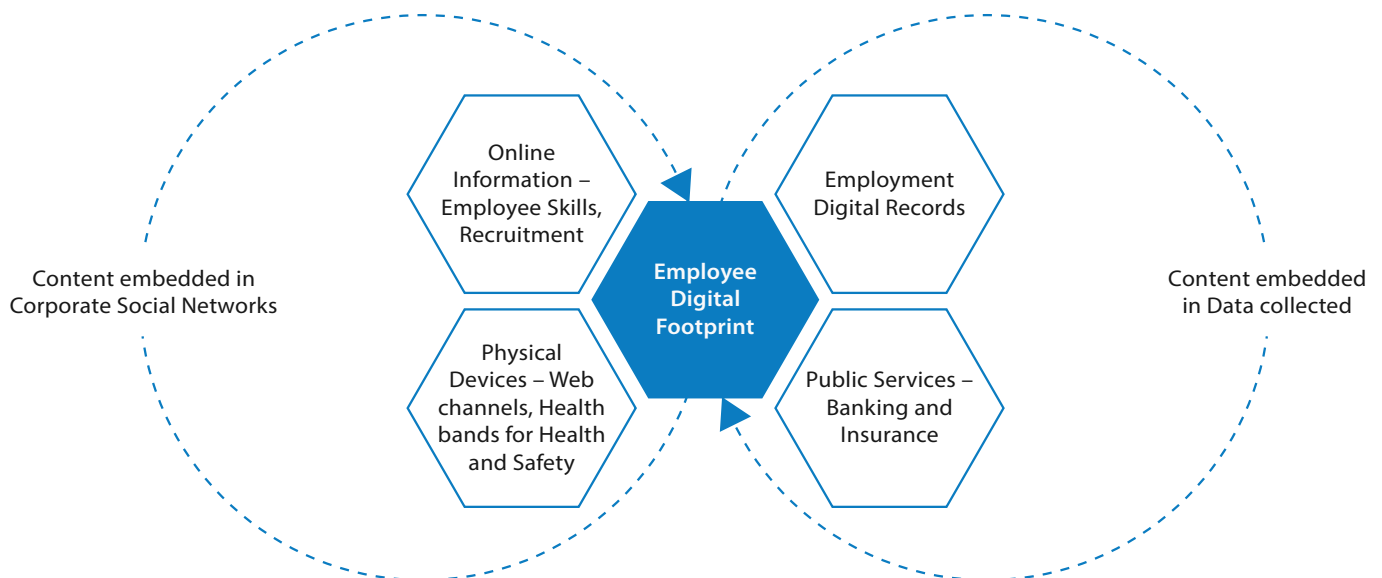 Online
Information –
Employee Skills,
Recruitment
Employment
Digital Records
Content embedded in
Corporate Social Networks
Employee
Digital
Footprint
Content embedded
in Data collected
Physical
Devices – Web
channels, Health
bands for Health
and Safety
Public Services –
Banking and
Insurance